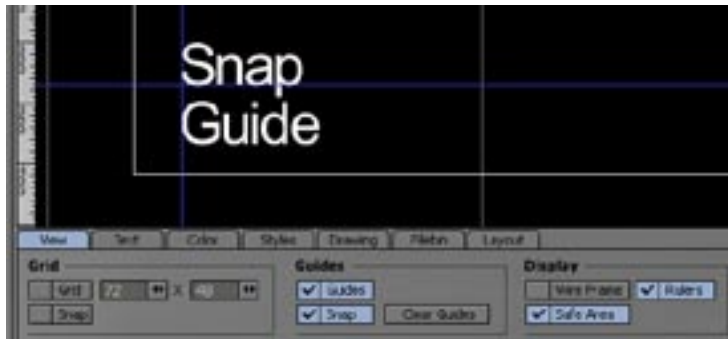 Snap
Guide
View Text Color Styles Drawing Filebin Layout
Grid Guides Display
Grid 72 X Guides Wire Frame Rulers
Snap Snap Clear Guides Safe Area